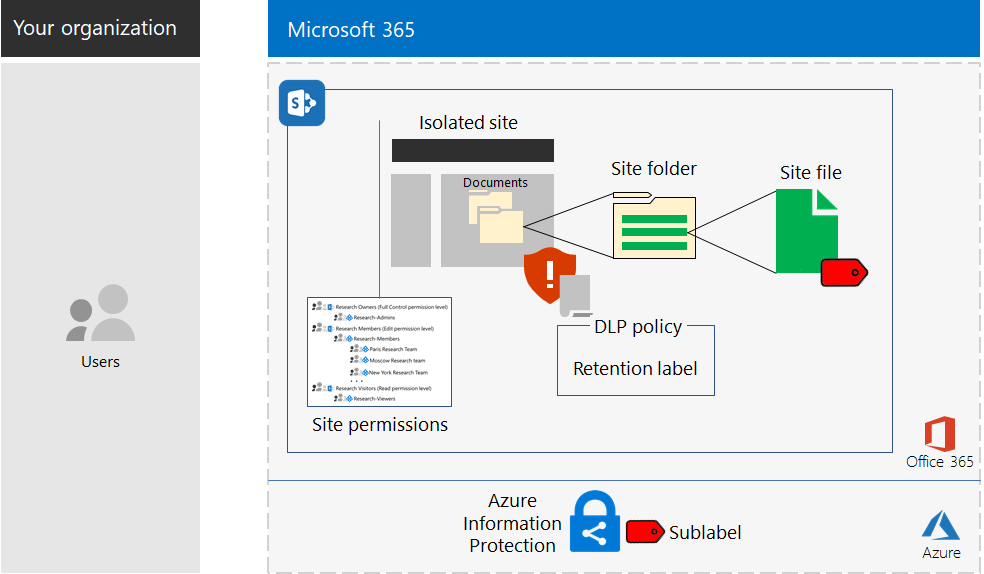 Your organization
Microsoft 365
S
Isolated site
Documents
Site folder
Site file
Research Owners (Full Control permission level)
Research-Admins
Research Members (Edit permission level)
Research-Members
Paris Research Team
Moscow Research team
New York Research Team
. . .
Research Visitors (Read permission level)
Research-Viewers
Site permissions
DLP policy
Retention label
Users
Office 365
Azure
Information
Protection
Sublabel
Azure